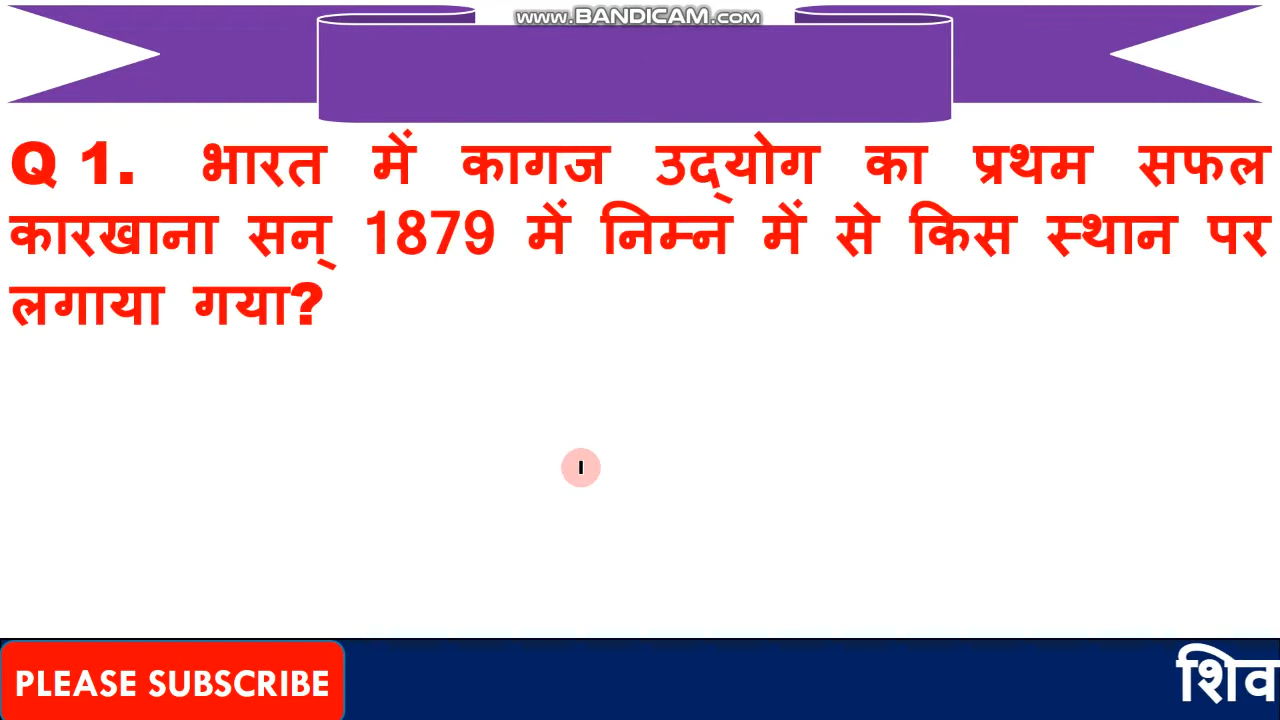 www.BANDICAM.com
Q 1. भारत में कागज उद्योग का प्रथम सफल
कारखाना सन् 1879 में निम्न में से किस स्थान पर
लगाया गया?
PLEASE SUBSCRIBE
शिव